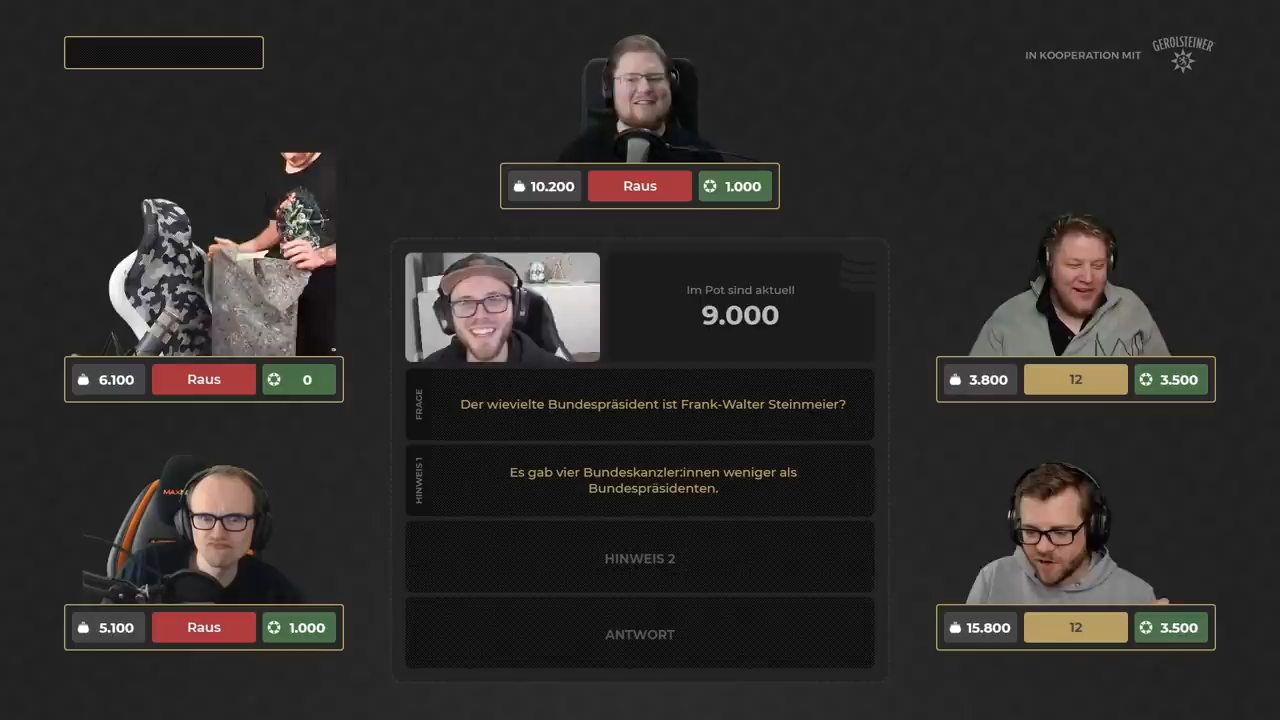 IN KOOPERATION MIT
GEROLSTEINER
10.200
Raus
1.000
Im Pot sind aktuell
9.000
6.100
Raus
0
3.800
12
3.500
FRAGE
Der wievielte Bundespräsident ist Frank-Walter Steinmeier?
HINWEIS 1
Es gab vier Bundeskanzler:innen weniger als
Bundespräsidenten.
HINWEIS 2
ANTWORT
5.100
Raus
1.000
15.800
12
3.500